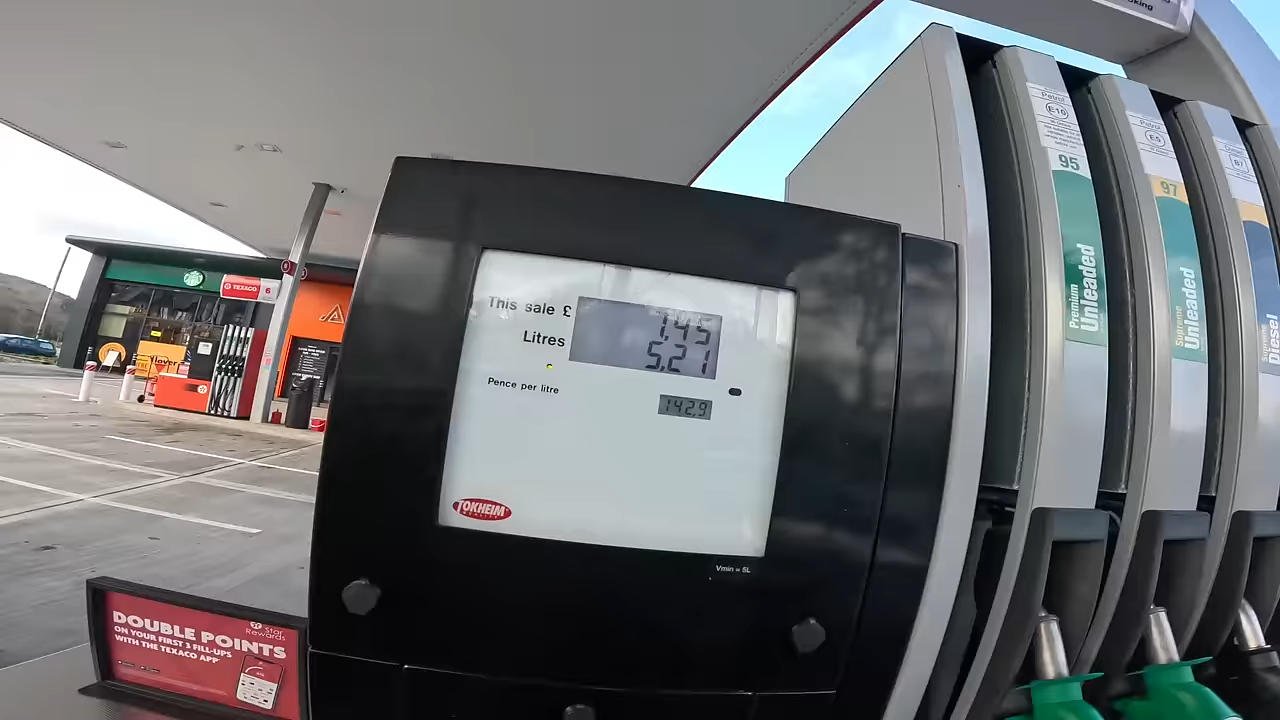 This sale £ 7.45
Litres 5.21
Pence per litre
142.9
TOKHEIM
Vmin = 5L
DOUBLE POINTS
ON YOUR FIRST 3 FILL-UPS
WITH THE TEXACO APP
Star
Rewards
TEXACO 6
Petrol
E10
95
Premium
Unleaded
Petrol
E5
97
Supreme
Unleaded
B7
Supreme
Diesel